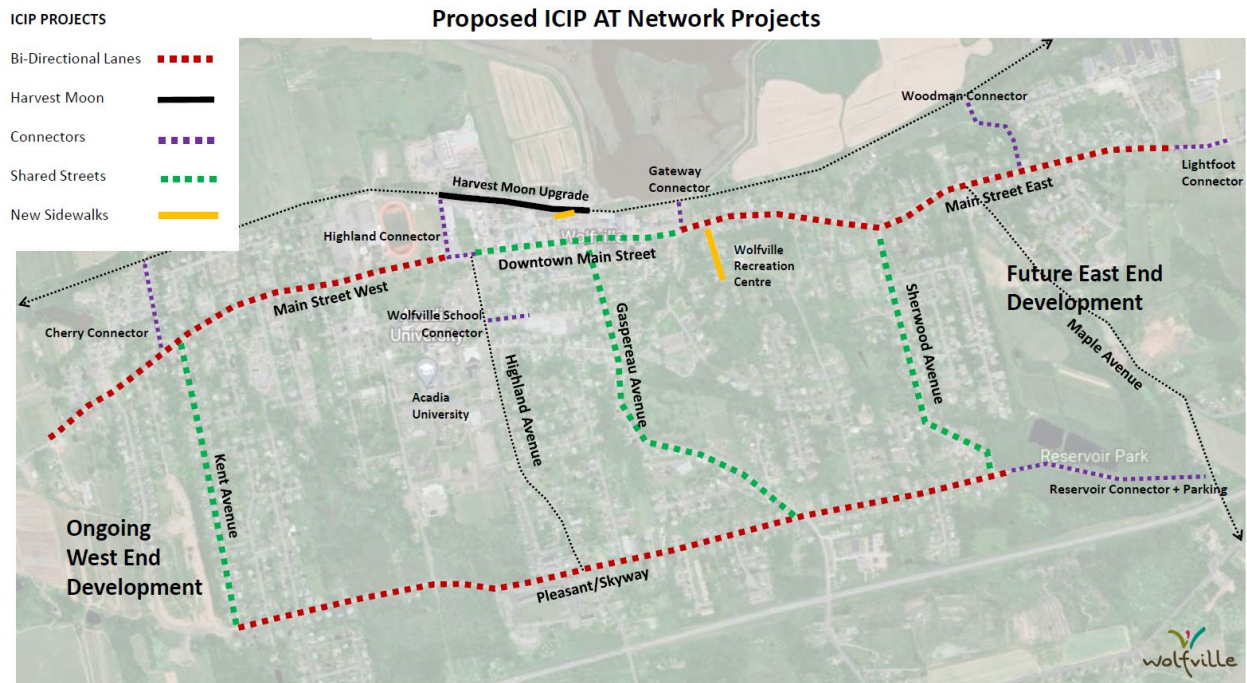 Proposed ICIP AT Network Projects
ICIP PROJECTS
Bi-Directional Lanes
Harvest Moon
Connectors
Shared Streets
New Sidewalks
Woodman Connector
Lightfoot
Connector
Gateway
Connector
Harvest Moon Upgrade
Main Street East
Highland Connector
Wolfville
Downtown Main Street
Wolfville
Recreation
Centre
Future East End
Development
Main Street West
Cherry Connector
Wolfville School
Connector
University
Acadia
University
Highland Avenue
Gaspereau Avenue
Sherwood Avenue
Maple Avenue
Kent Avenue
Reservoir Park
Reservoir Connector + Parking
Ongoing
West End
Development
Pleasant/Skyway
wolfville